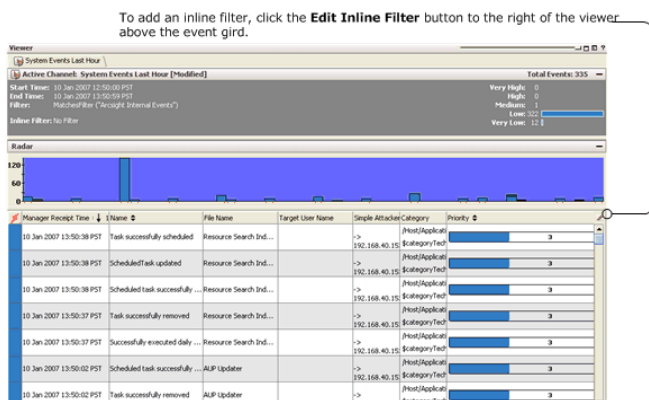 To add an inline filter, click the Edit Inline Filter button to the right of the viewer
above the event gird.
Viewer
System Events Last Hour
Active Channel: System Events Last Hour [Modified] Total Events: 335
Start Time: 10 Jan 2007 12:50:00 PST Very High: 0
End Time: 10 Jan 2007 13:50:59 PST High: 0
Filter: MatchesFilter ("Arcsight Internal Events") Medium: 1
Low: 322
Inline Filter: No Filter Very Low: 12
Radar
120
60
0
Manager Receipt Time 1 Name File Name Target User Name Simple Attacker Category Priority
10 Jan 2007 13:50:38 PST Task successfully scheduled Resource Search Ind... -> 192.168.40.15: /Host/Applicati $categoryTech 3
10 Jan 2007 13:50:38 PST ScheduledTask updated Resource Search Ind... -> 192.168.40.15: /Host/Applicati $categoryTech 3
10 Jan 2007 13:50:38 PST Scheduled task successfully ... Resource Search Ind... -> 192.168.40.15: /Host/Applicati $categoryTech 3
10 Jan 2007 13:50:37 PST Task successfully removed Resource Search Ind... -> 192.168.40.15: /Host/Applicati $categoryTech 3
10 Jan 2007 13:50:37 PST Successfully executed daily ... Resource Search Ind... -> 192.168.40.15: /Host/Applicati $categoryTech 3
10 Jan 2007 13:50:02 PST Scheduled task successfully ... AUP Updater -> 192.168.40.15: /Host/Applicati $categoryTech 3
10 Jan 2007 13:50:02 PST Task successfully removed AUP Updater -> /Host/Applicati 3